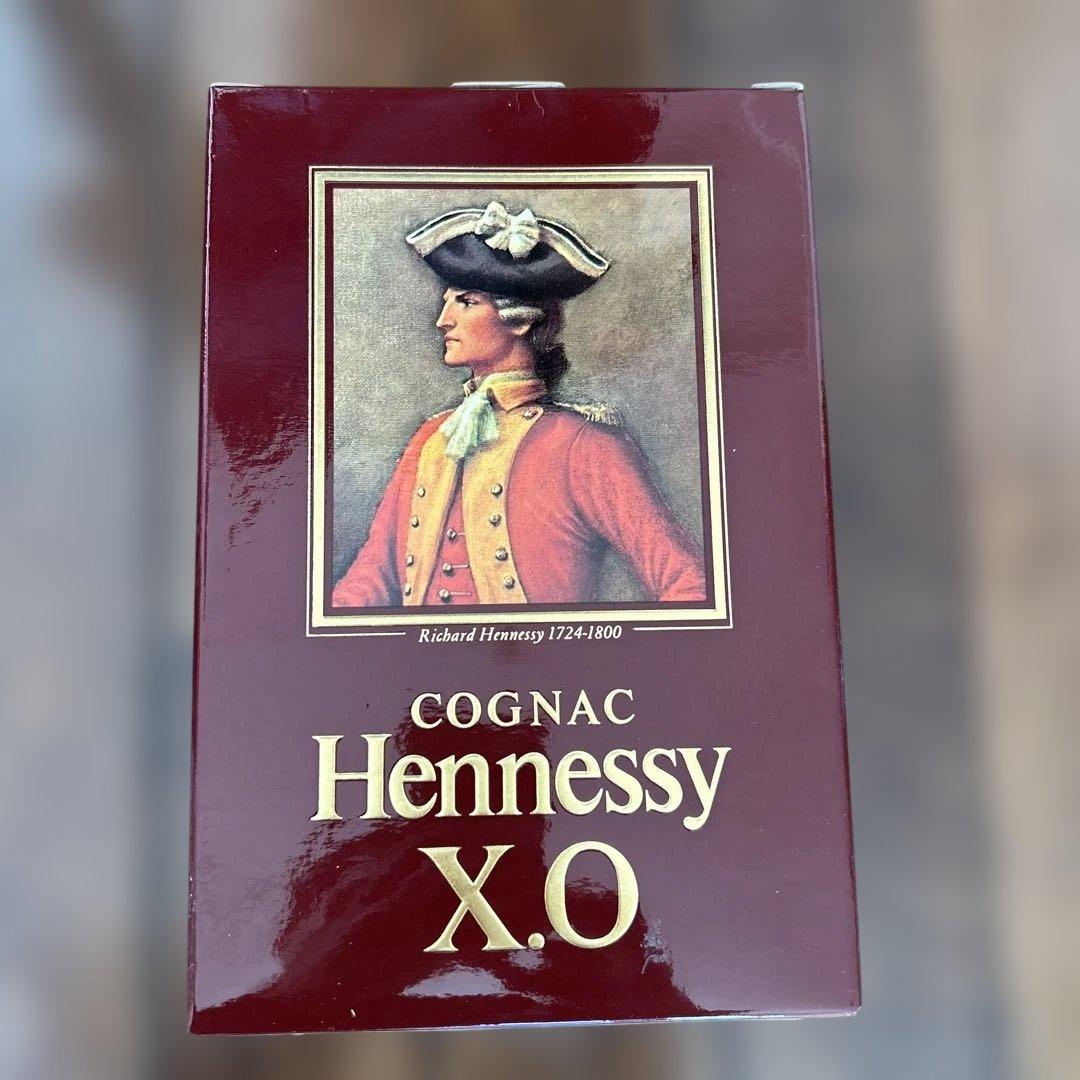 Richard Hennessy 1724-1800
COGNAC
Hennessy
X.O